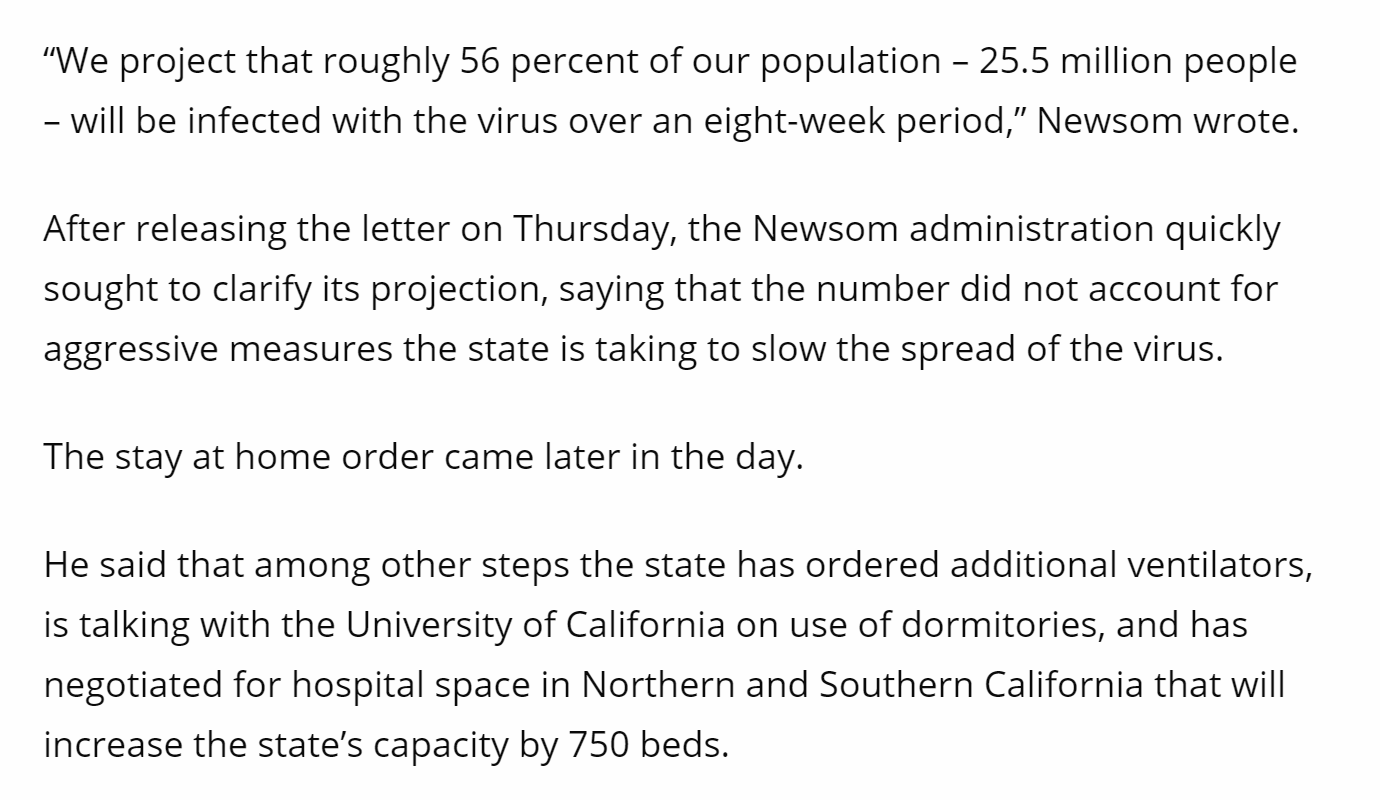 “We project that roughly 56 percent of our population – 25.5 million people
– will be infected with the virus over an eight-week period,” Newsom wrote.
After releasing the letter on Thursday, the Newsom administration quickly
sought to clarify its projection, saying that the number did not account for
aggressive measures the state is taking to slow the spread of the virus.
The stay at home order came later in the day.
He said that among other steps the state has ordered additional ventilators,
is talking with the University of California on use of dormitories, and has
negotiated for hospital space in Northern and Southern California that will
increase the state’s capacity by 750 beds.